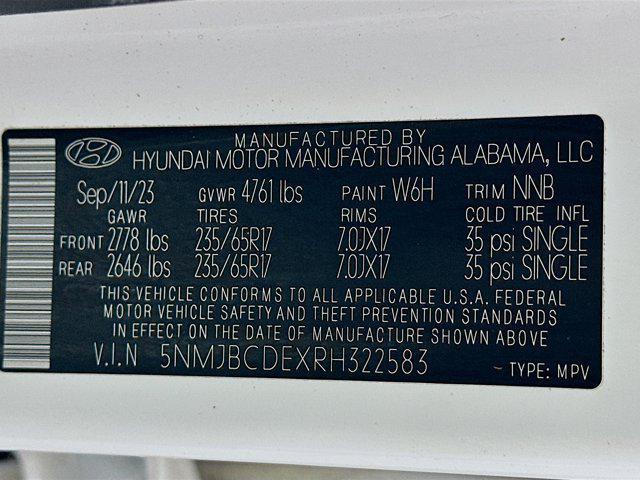 MANUFACTURED BY
HYUNDAI MOTOR MANUFACTURING ALABAMA, LLC
Sep/11/23 GVWR 4761 lbs PAINT W6H TRIM NNB
GAWR TIRES RIMS COLD TIRE INFL
FRONT 2778 lbs 235/65R17 7.0JX17 35 psi SINGLE
REAR 2646 lbs 235/65R17 7.0JX17 35 psi SINGLE
THIS VEHICLE CONFORMS TO ALL APPLICABLE U.S.A. FEDERAL
MOTOR VEHICLE SAFETY AND THEFT PREVENTION STANDARDS
IN EFFECT ON THE DATE OF MANUFACTURE SHOWN ABOVE
V.I.N 5NMJBCDEXRH322583 TYPE: MPV